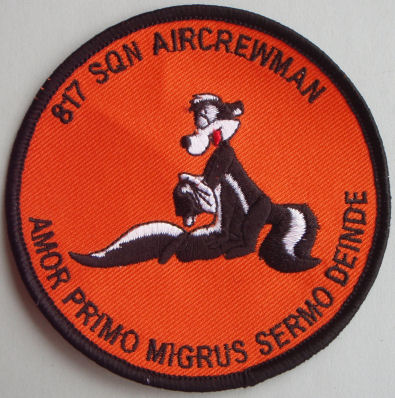 817 SQN AIRCREWMAN
AMOR PRIMO MIGRUS SERMO DEINDE